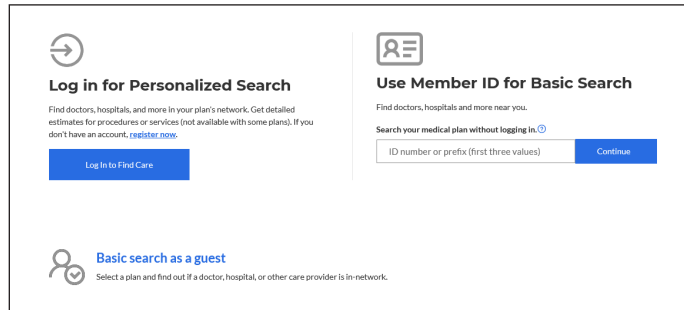 Log in for Personalized Search
Find doctors, hospitals, and more in your plan's network. Get detailed
estimates for procedures or services (not available with some plans). If you
don't have an account, register now.
Log In to Find Care
Use Member ID for Basic Search
Find doctors, hospitals and more near you.
Search your medical plan without logging in. ?
ID number or prefix (first three values)
Continue
Basic search as a guest
Select a plan and find out if a doctor, hospital, or other care provider is in-network.